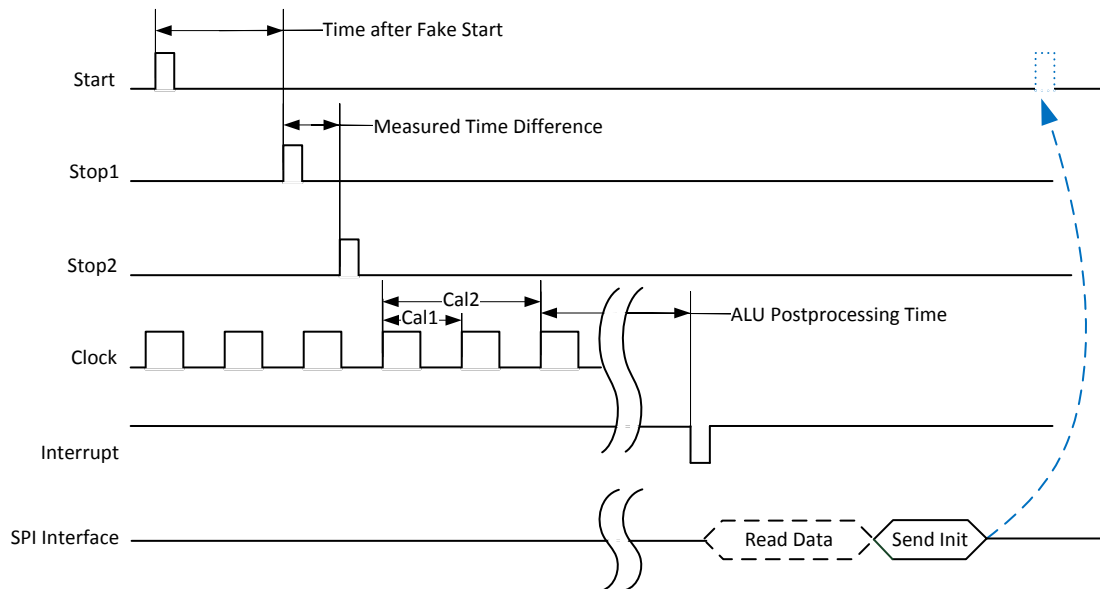 Time after Fake Start
Start
Measured Time Difference
Stop1
Stop2
Cal2
Cal1
ALU Postprocessing Time
Clock
Interrupt
SPI Interface
Read Data
Send Init